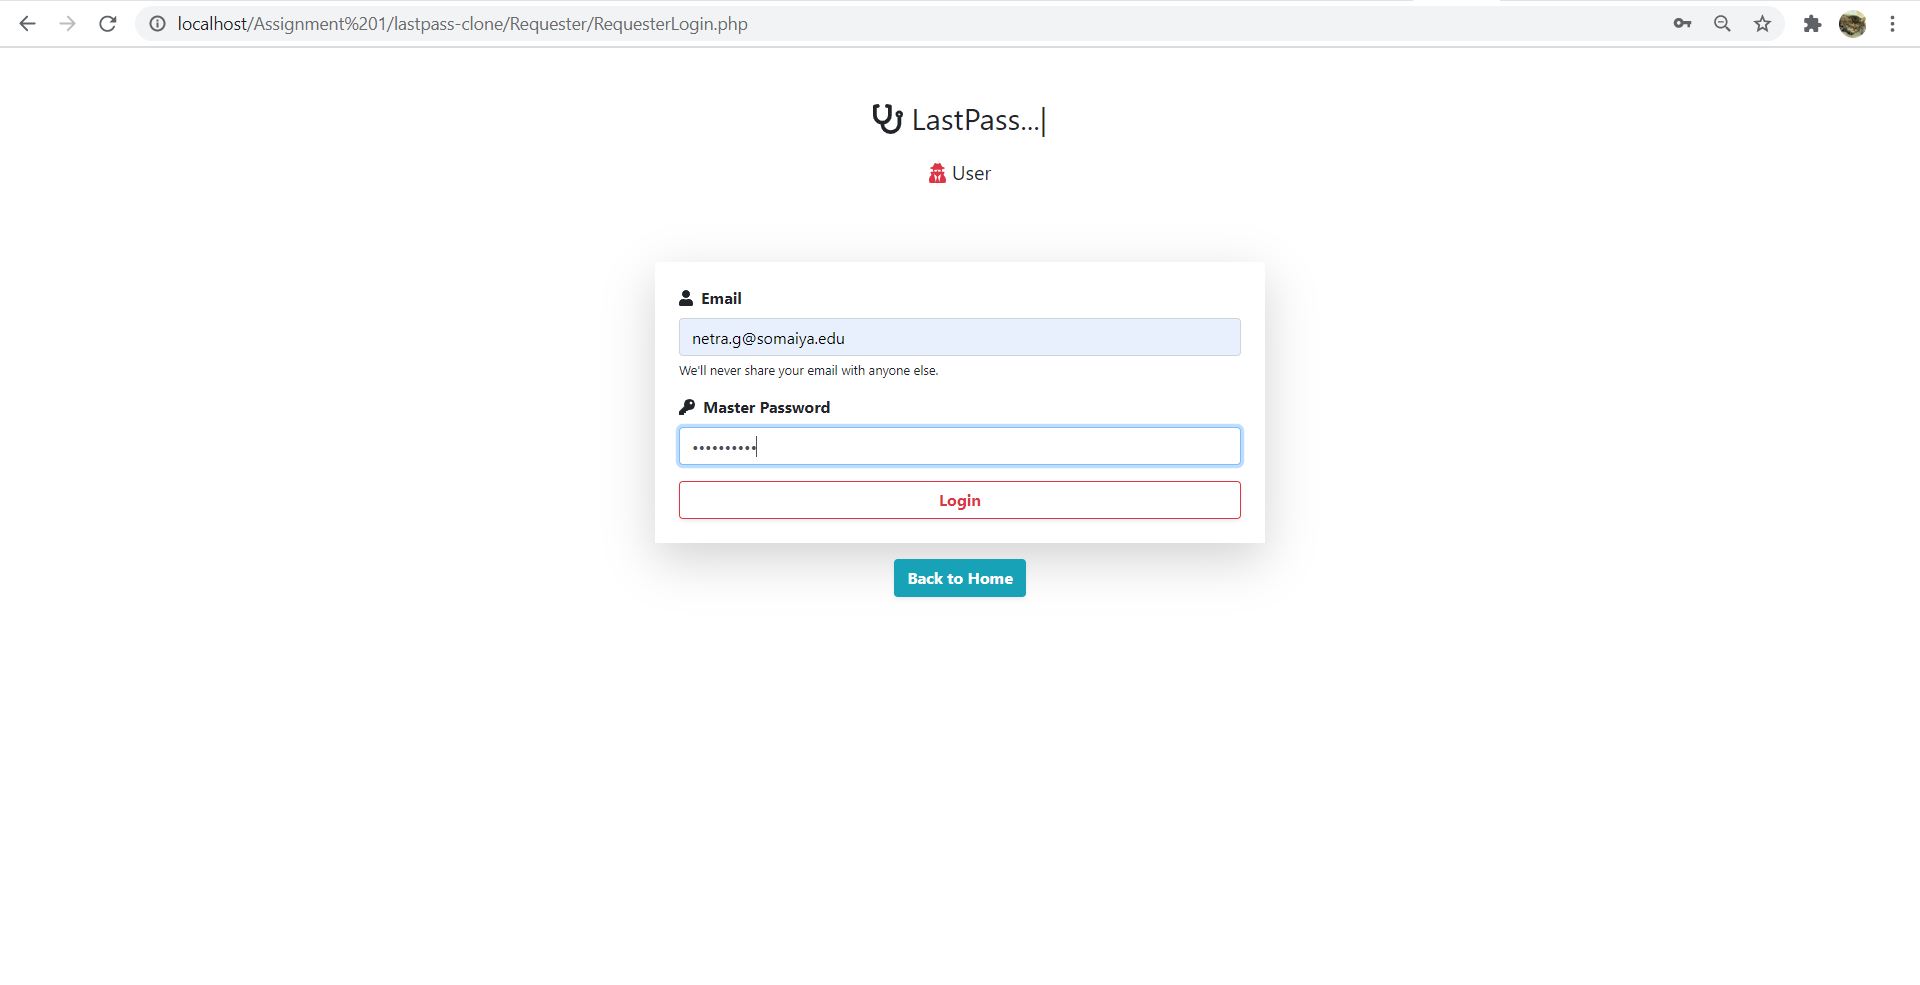 localhost/Assignment%201/lastpass-clone/Requester/RequesterLogin.php
LastPass...|
User
Email
netra.g@somaiya.edu
We'll never share your email with anyone else.
Master Password
••••••••••
Login
Back to Home